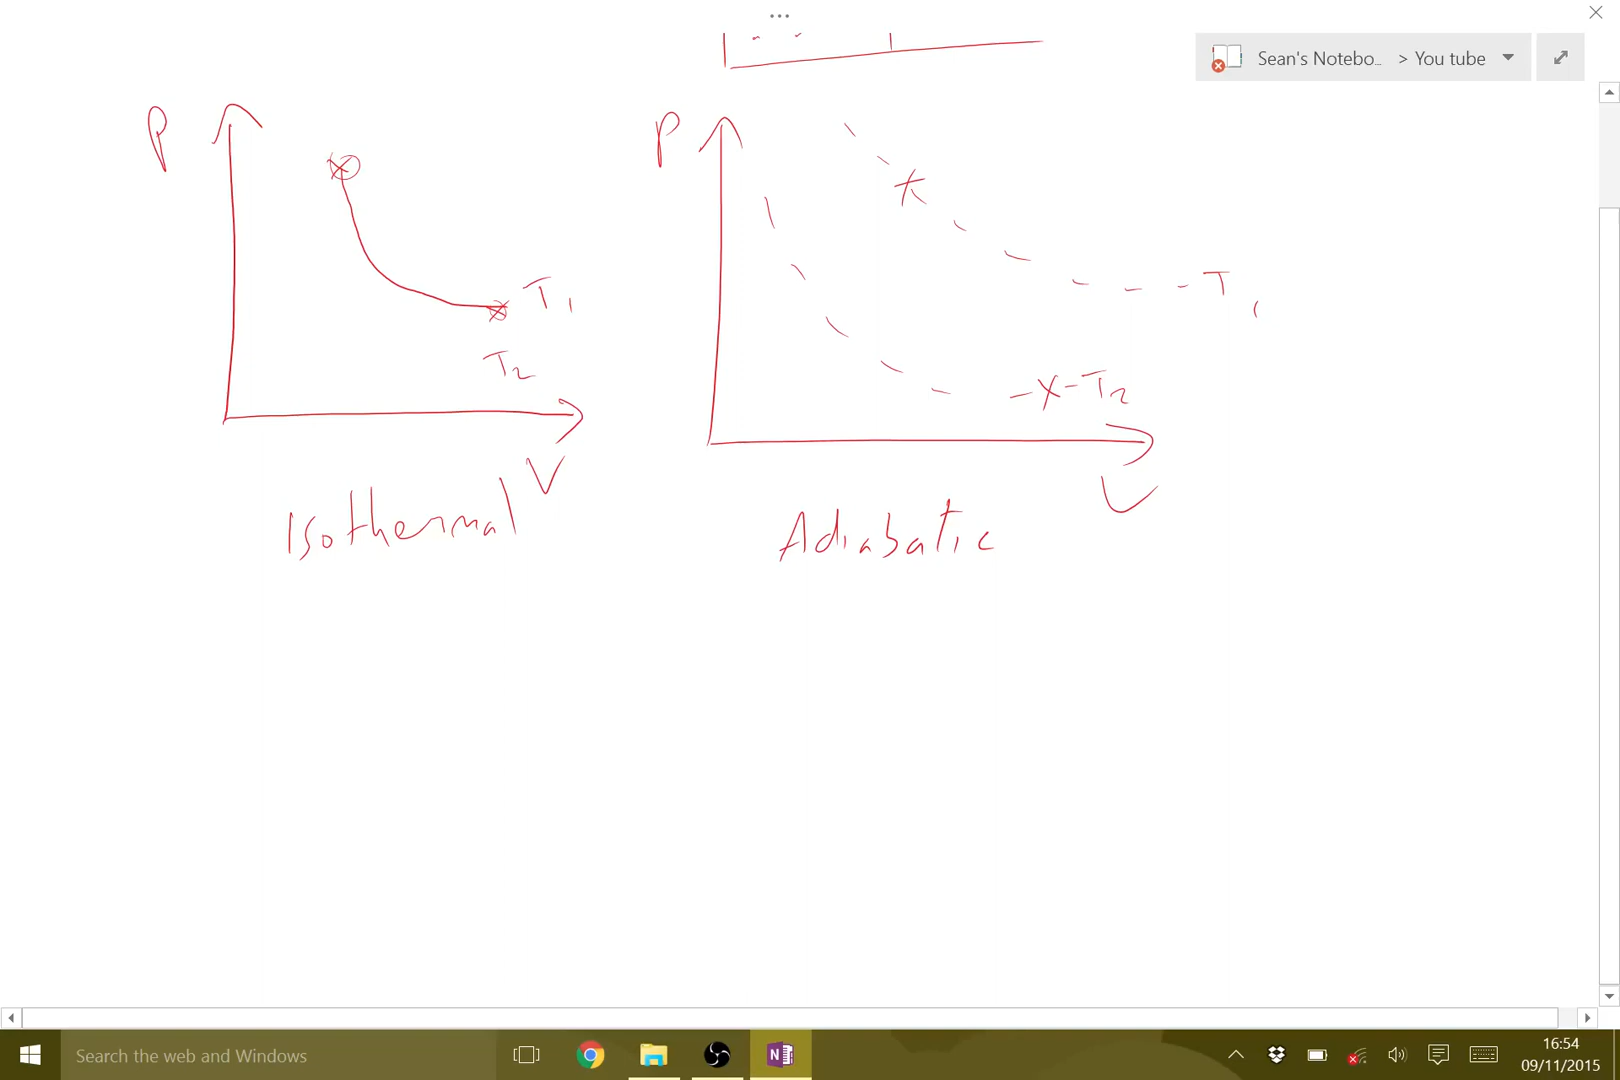 ...
Sean's Notebo... > You tube
P
T1
T2
V
Isothermal
P
T1
X-T2
V
Adiabatic
Search the web and Windows
16:54
09/11/2015